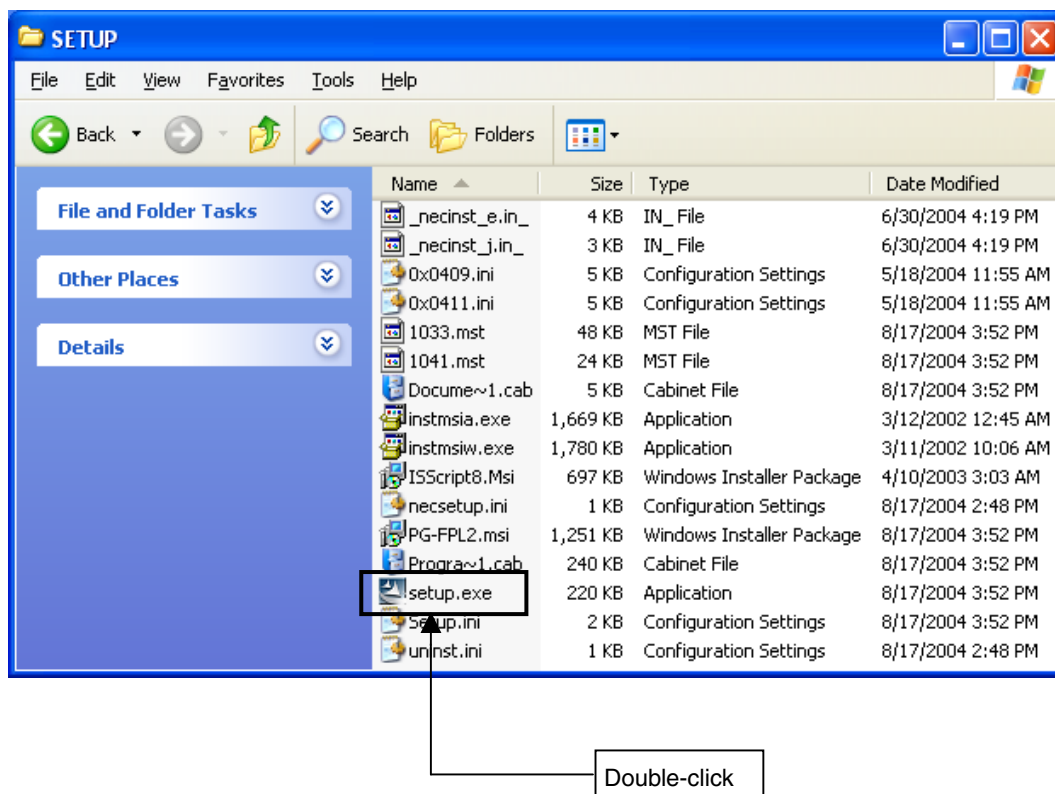 SETUP
File Edit View Favorites Tools Help
Back Search Folders
File and Folder Tasks
Other Places
Details
Name Size Type Date Modified
_necinst_e.in_ 4 KB IN_ File 6/30/2004 4:19 PM
_necinst_j.in_ 3 KB IN_ File 6/30/2004 4:19 PM
0x0409.ini 5 KB Configuration Settings 5/18/2004 11:55 AM
0x0411.ini 5 KB Configuration Settings 5/18/2004 11:55 AM
1033.mst 48 KB MST File 8/17/2004 3:52 PM
1041.mst 24 KB MST File 8/17/2004 3:52 PM
Docume~1.cab 5 KB Cabinet File 8/17/2004 3:52 PM
instmsia.exe 1,669 KB Application 3/12/2002 12:45 AM
instmsiw.exe 1,780 KB Application 3/11/2002 10:06 AM
ISScript8.Msi 697 KB Windows Installer Package 4/10/2003 3:03 AM
necsetup.ini 1 KB Configuration Settings 8/17/2004 2:48 PM
PG-FPL2.msi 1,251 KB Windows Installer Package 8/17/2004 3:52 PM
Progra~1.cab 240 KB Cabinet File 8/17/2004 3:52 PM
setup.exe 220 KB Application 8/17/2004 3:52 PM
Setup.ini 2 KB Configuration Settings 8/17/2004 3:52 PM
uninst.ini 1 KB Configuration Settings 8/17/2004 2:48 PM
Double-click